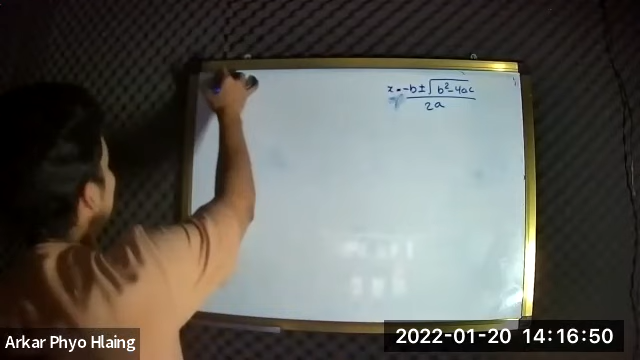 x = -b ± √b²-4ac
2a
Arkar Phyo Hlaing
2022-01-20 14:16:50